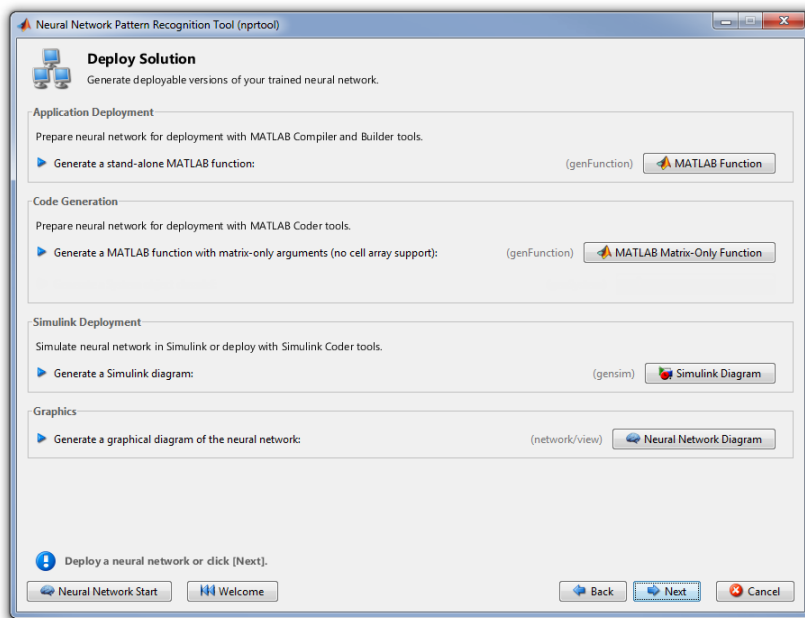 Neural Network Pattern Recognition Tool (nprtool)
Deploy Solution
Generate deployable versions of your trained neural network.
Application Deployment
Prepare neural network for deployment with MATLAB Compiler and Builder tools.
Generate a stand-alone MATLAB function: (genFunction) MATLAB Function
Code Generation
Prepare neural network for deployment with MATLAB Coder tools.
Generate a MATLAB function with matrix-only arguments (no cell array support): (genFunction) MATLAB Matrix-Only Function
Simulink Deployment
Simulate neural network in Simulink or deploy with Simulink Coder tools.
Generate a Simulink diagram: (gensim) Simulink Diagram
Graphics
Generate a graphical diagram of the neural network: (network/view) Neural Network Diagram
Deploy a neural network or click [Next].
Neural Network Start Welcome Back Next Cancel